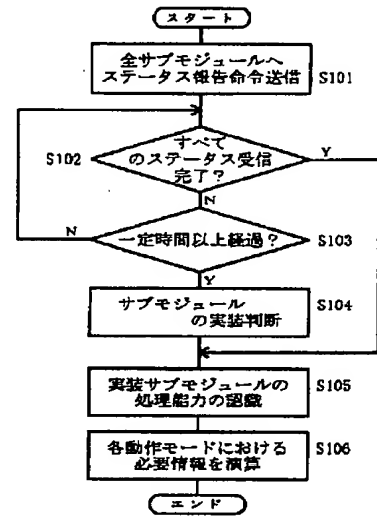 スタート
全サブモジュールへ
ステータス報告命令送信
S101
すべて
のステータス受信
完了？
S102
Y
N
一定時間以上経過？
S103
N
Y
サブモジュール
の実装判断
S104
実装サブモジュールの
処理能力の認識
S105
各動作モードにおける
必要情報を演算
S106
エンド